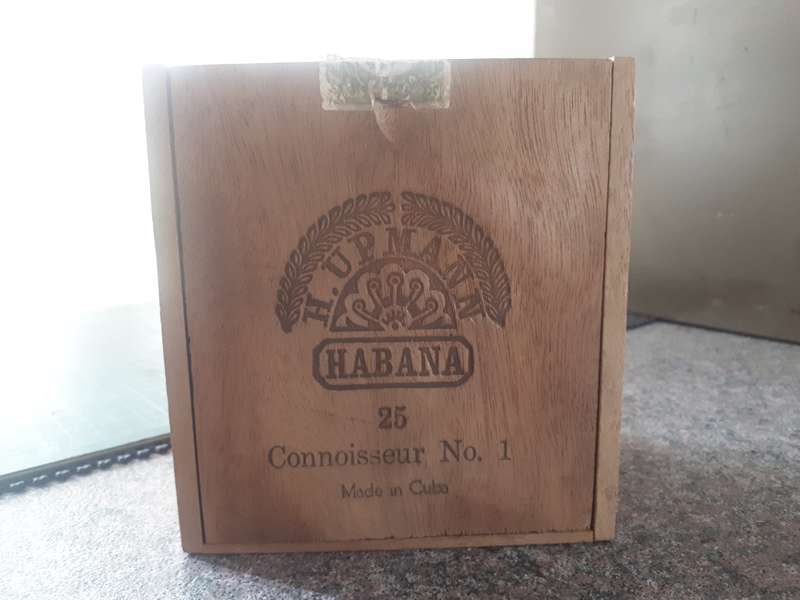 H. UPMANN
HABANA
25
Connoisseur No. 1
Made in Cuba